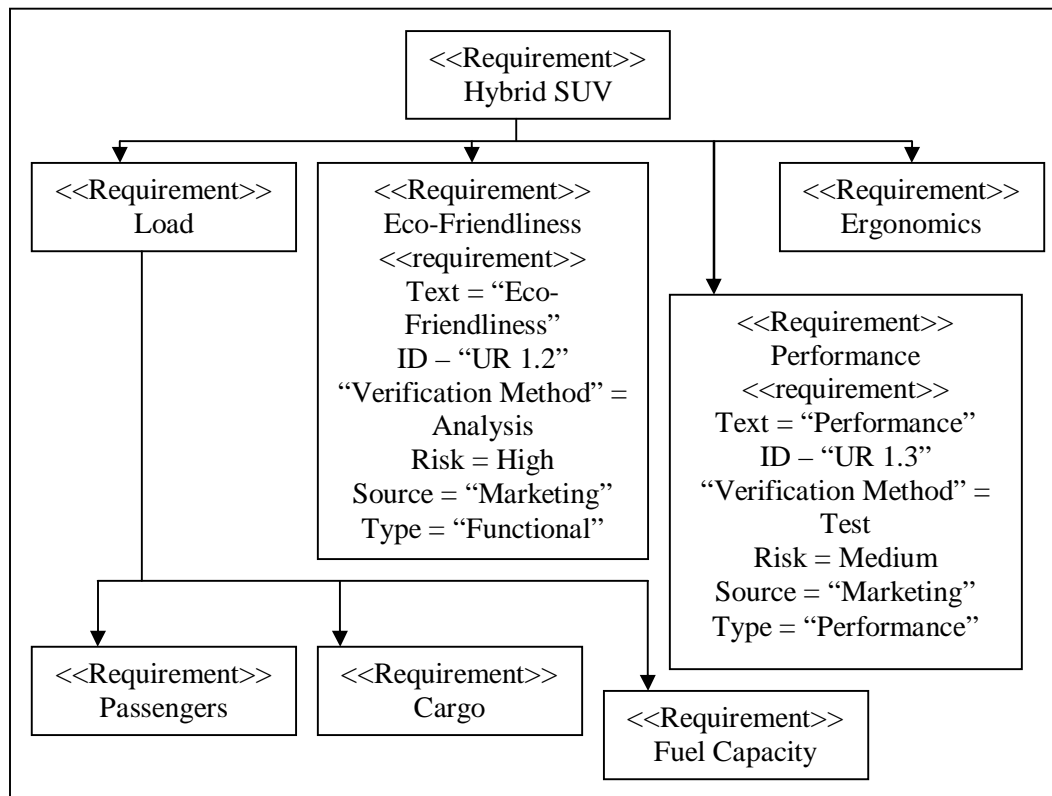 <<Requirement>>
Hybrid SUV
<<Requirement>>
Load
<<Requirement>>
Eco-Friendliness
<<requirement>>
Text = “Eco-
Friendliness”
ID – “UR 1.2”
“Verification Method” =
Analysis
Risk = High
Source = “Marketing”
Type = “Functional”
<<Requirement>>
Ergonomics
<<Requirement>>
Performance
<<requirement>>
Text = “Performance”
ID – “UR 1.3”
“Verification Method” =
Test
Risk = Medium
Source = “Marketing”
Type = “Performance”
<<Requirement>>
Passengers
<<Requirement>>
Cargo
<<Requirement>>
Fuel Capacity